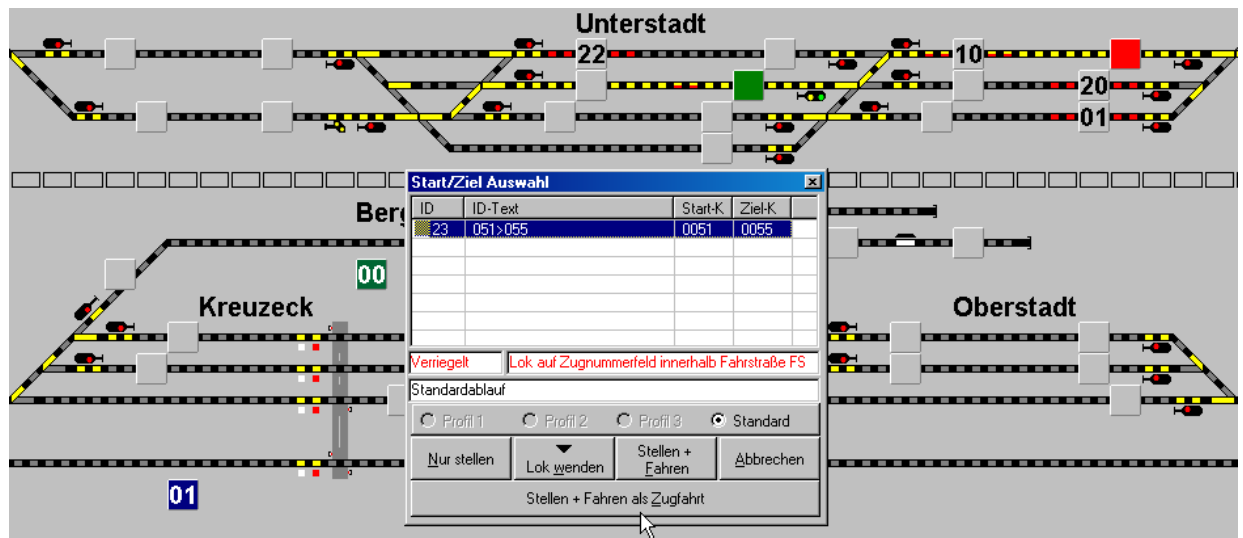 Unterstadt
22
10
20
01
Start/Ziel Auswahl
ID ID-Text Start-K Ziel-K
23 051>055 0051 0055
00
Kreuzeck
Oberstadt
Verriegelt Lok auf Zugnummerfeld innerhalb Fahrstraße FS
Standardablauf
Profil 1 Profil 2 Profil 3 Standard
Nur stellen Lok wenden Stellen + Fahren Abbrechen
01
Stellen + Fahren als Zugfahrt